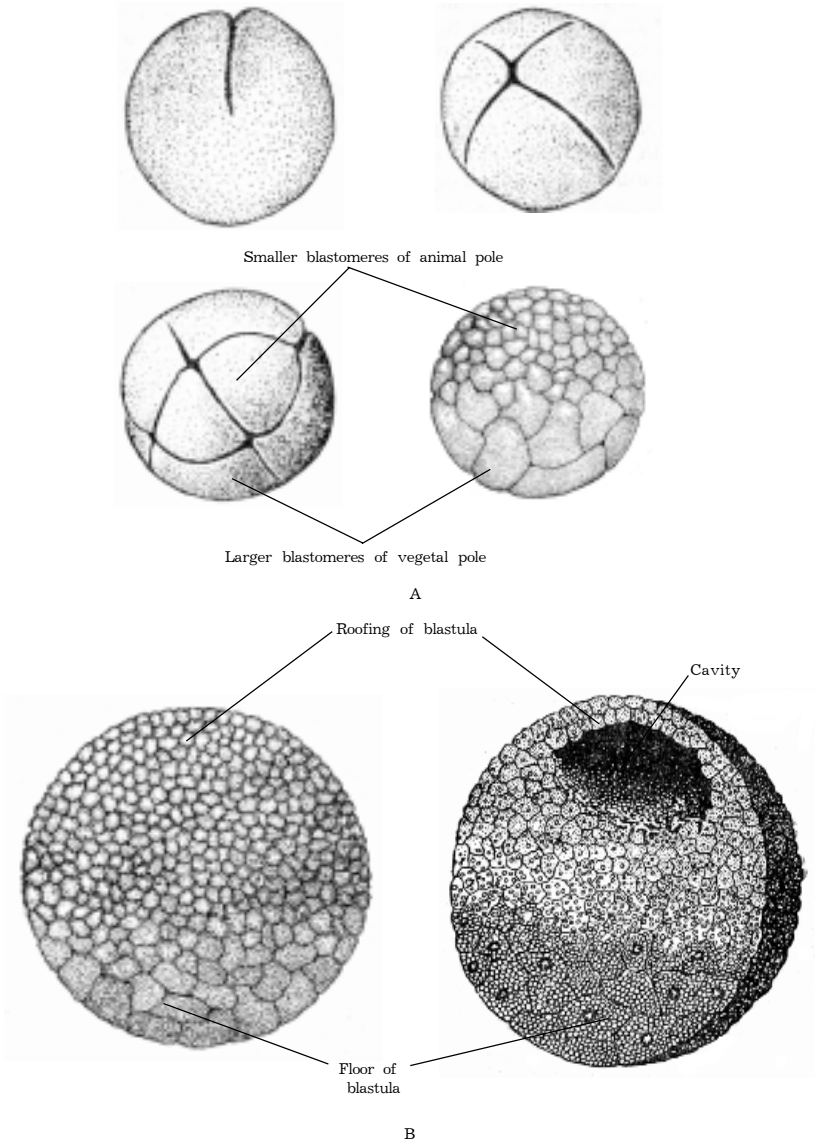 Smaller blastomeres of animal pole
Larger blastomeres of vegetal pole
A
Roofing of blastula
Cavity
Floor of
blastula
B